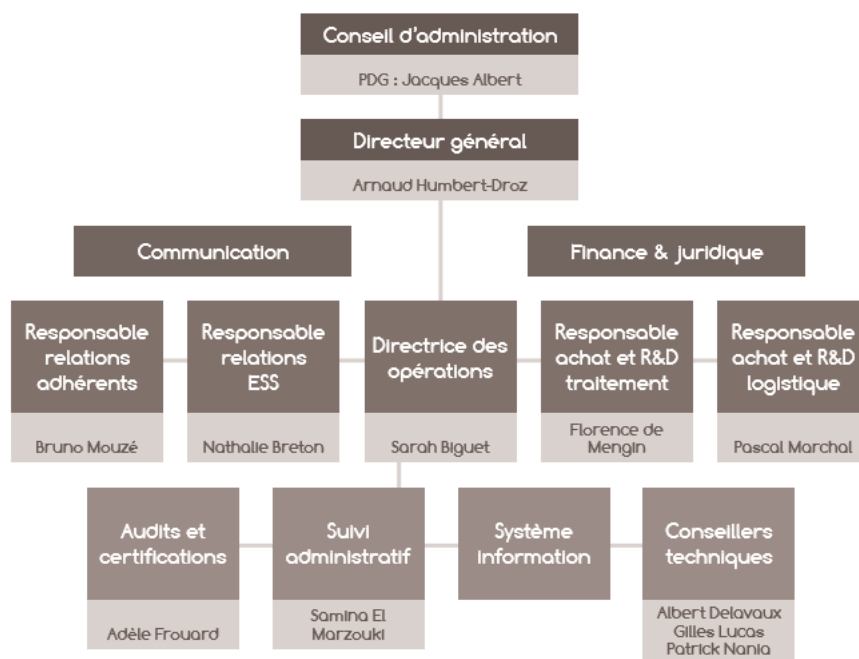 Conseil d'administration
PDG : Jacques Albert
Directeur général
Arnaud Humbert-Droz
Communication
Finance & juridique
Responsable
relations
adhérents
Bruno Mouzé
Responsable
relations
ESS
Nathalie Breton
Directrice des
opérations
Sarah Biguet
Responsable
achat et R&D
traitement
Florence de
Mengin
Responsable
achat et R&D
logistique
Pascal Marchal
Audits et
certifications
Adèle Frouard
Suivi
administratif
Samina El
Marzouki
Système
information
Conseillers
techniques
Albert Delavaux
Gilles Lucas
Patrick Nania